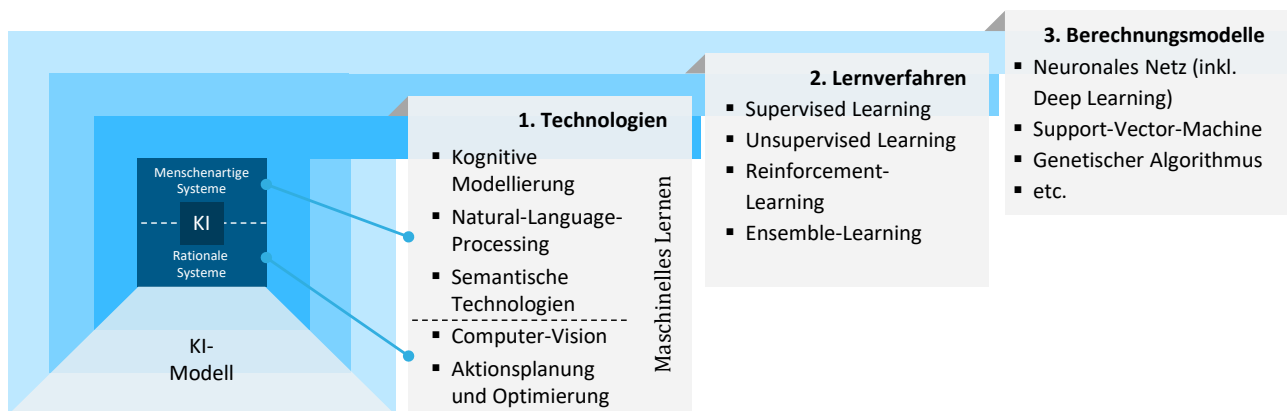 3. Berechnungsmodelle
▪ Neuronales Netz (inkl.
Deep Learning)
▪ Support-Vector-Machine
▪ Genetischer Algorithmus
▪ etc.
2. Lernverfahren
▪ Supervised Learning
▪ Unsupervised Learning
▪ Reinforcement-
Learning
▪ Ensemble-Learning
1. Technologien
▪ Kognitive
Modellierung
▪ Natural-Language-
Processing
▪ Semantische
Technologien
▪ Computer-Vision
▪ Aktionsplanung
und Optimierung
Maschinelles Lernen
Menschenartige
Systeme
KI
Rationale
Systeme
KI-
Modell